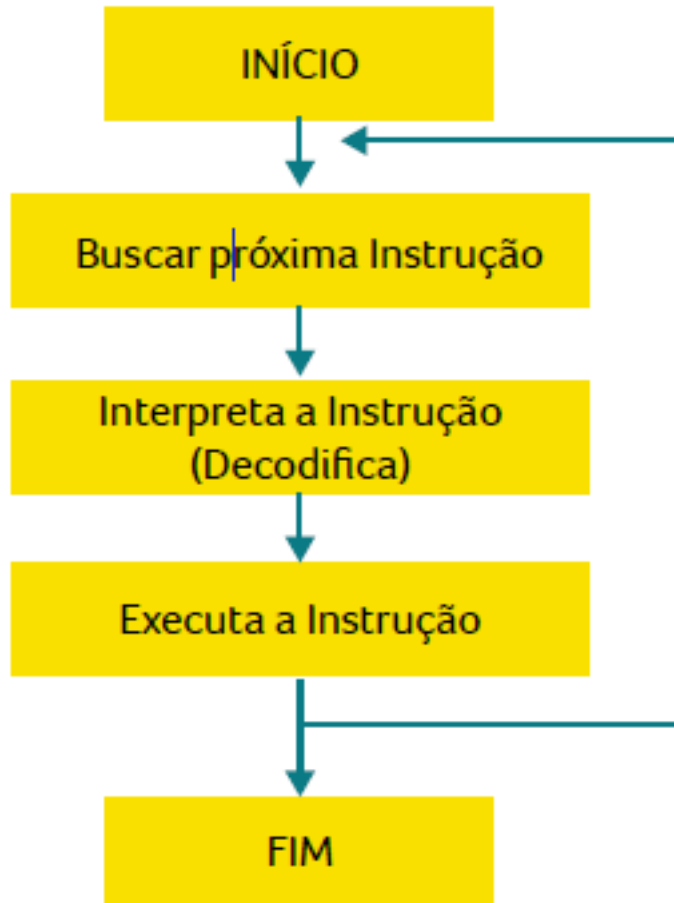 INÍCIO
Buscar próxima Instrução
Interpreta a Instrução
(Decodifica)
Executa a Instrução
FIM